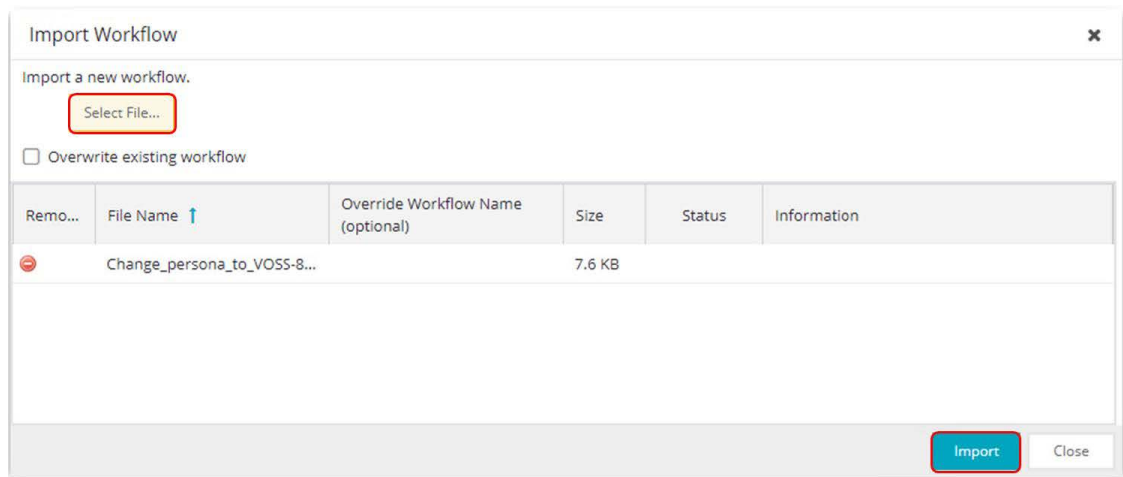 Import Workflow
Import a new workflow.
Select File...
Overwrite existing workflow
Remo... File Name Override Workflow Name (optional) Size Status Information
Change_persona_to_VOSS-8... 7.6 KB
Import Close